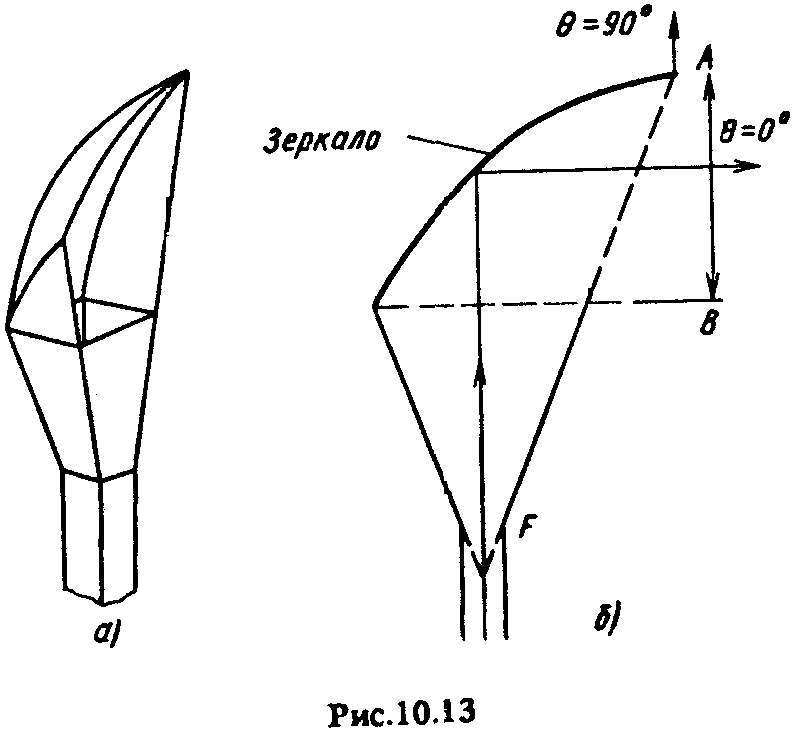 θ = 90°
A
Зеркало
θ = 0°
B
F
а)
б)
Рис.10.13